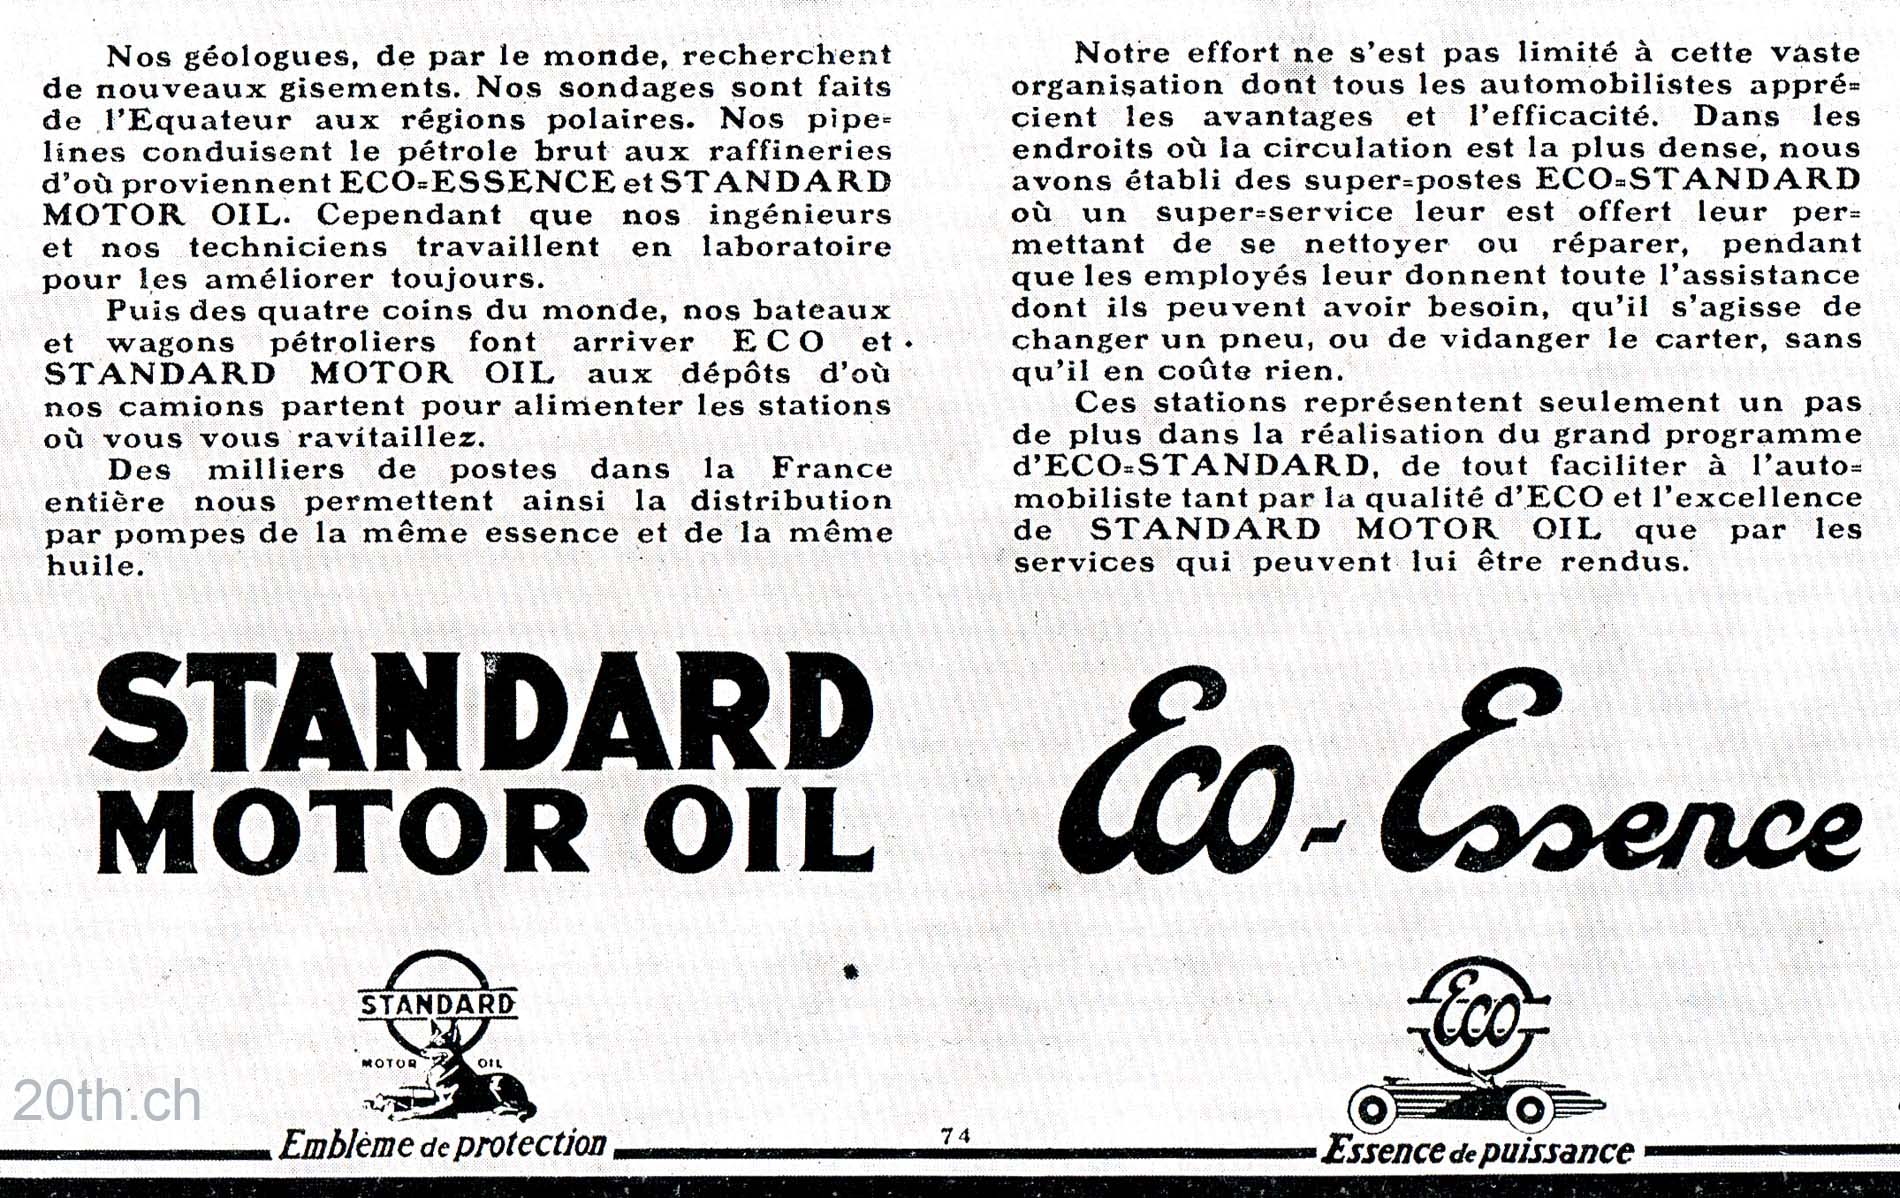 Nos géologues, de par le monde, recherchent
de nouveaux gisements. Nos sondages sont faits
de l'Equateur aux régions polaires. Nos pipe=
lines conduisent le pétrole brut aux raffineries
d'où proviennent ECO=ESSENCE et STANDARD
MOTOR OIL. Cependant que nos ingénieurs
et nos techniciens travaillent en laboratoire
pour les améliorer toujours.
Puis des quatre coins du monde, nos bateaux
et wagons pétroliers font arriver ECO et
STANDARD MOTOR OIL aux dépôts d'où
nos camions partent pour alimenter les stations
où vous vous ravitaillez.
Des milliers de postes dans la France
entière nous permettent ainsi la distribution
par pompes de la même essence et de la même
huile.
Notre effort ne s'est pas limité à cette vaste
organisation dont tous les automobilistes appré=
cient les avantages et l'efficacité. Dans les
endroits où la circulation est la plus dense, nous
avons établi des super=postes ECO=STANDARD
où un super=service leur est offert leur per=
mettant de se nettoyer ou réparer, pendant
que les employés leur donnent toute l'assistance
dont ils peuvent avoir besoin, qu'il s'agisse de
changer un pneu, ou de vidanger le carter, sans
qu'il en coûte rien.
Ces stations représentent seulement un pas
de plus dans la réalisation du grand programme
d'ECO=STANDARD, de tout faciliter à l'auto=
mobiliste tant par la qualité d'ECO et l'excellence
de STANDARD MOTOR OIL que par les
services qui peuvent lui être rendus.
STANDARD
MOTOR OIL
Eco-Essence
STANDARD
MOTOR OIL
Emblème de protection
Eco
Essence de puissance
74
20th.ch